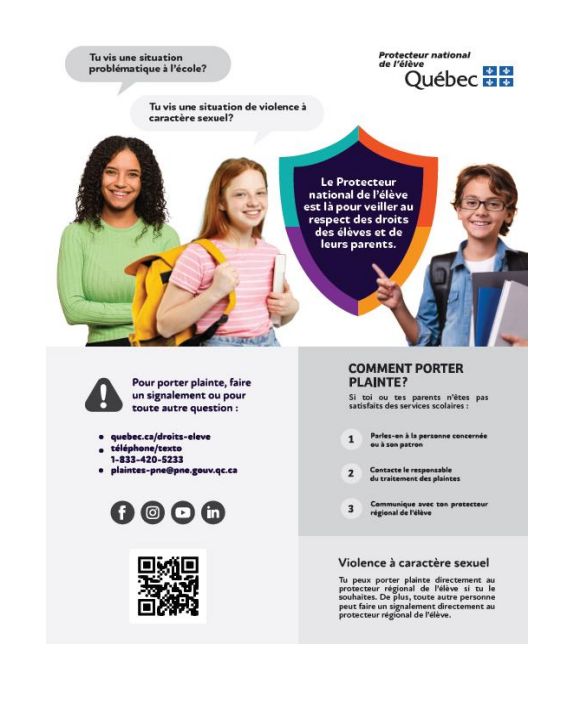 Tu vis une situation
problématique à l'école?
Protecteur national
de l'élève
Québec
Tu vis une situation de violence à
caractère sexuel?
Le Protecteur
national de l'élève
est là pour veiller au
respect des droits
des élèves et de
leurs parents.
Pour porter plainte, faire
un signalement ou pour
toute autre question :
• quebec.ca/droits-eleve
• téléphone/texto
1-833-420-5233
• plaintes-pne@pne.gouv.qc.ca
COMMENT PORTER
PLAINTE?
Si toi ou tes parents n'êtes pas
satisfaits des services scolaires :
1 Parles-en à la personne concernée
ou à son patron
2 Contacte le responsable
du traitement des plaintes
3 Communique avec ton protecteur
régional de l'élève
Violence à caractère sexuel
Tu peux porter plainte directement au
protecteur régional de l'élève si tu le
souhaites. De plus, toute autre personne
peut faire un signalement directement au
protecteur régional de l'élève.